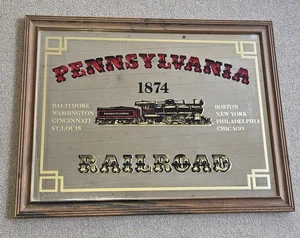 PENNSYLVANIA
1874
BALTIMORE
WASHINGTON
CINCINNATI
ST. LOUIS
BOSTON
NEW YORK
PHILADELPHIA
CHICAGO
RAILROAD